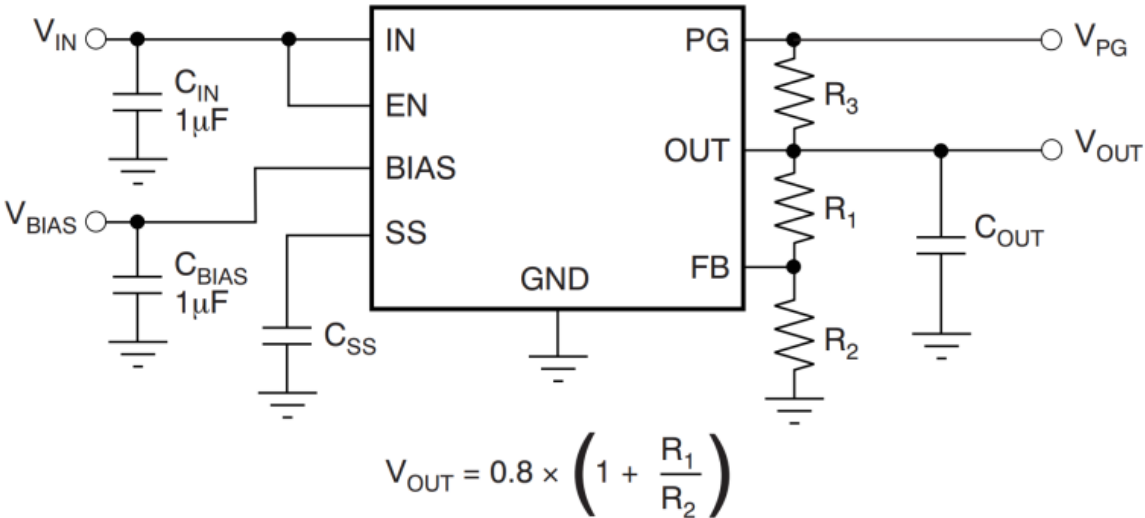 V_IN
C_IN
1μF
IN
EN
BIAS
SS
GND
PG
OUT
FB
V_PG
R_3
V_OUT
R_1
C_OUT
R_2
V_BIAS
C_BIAS
1μF
C_SS
V_OUT = 0.8 × (1 + R_1/R_2)